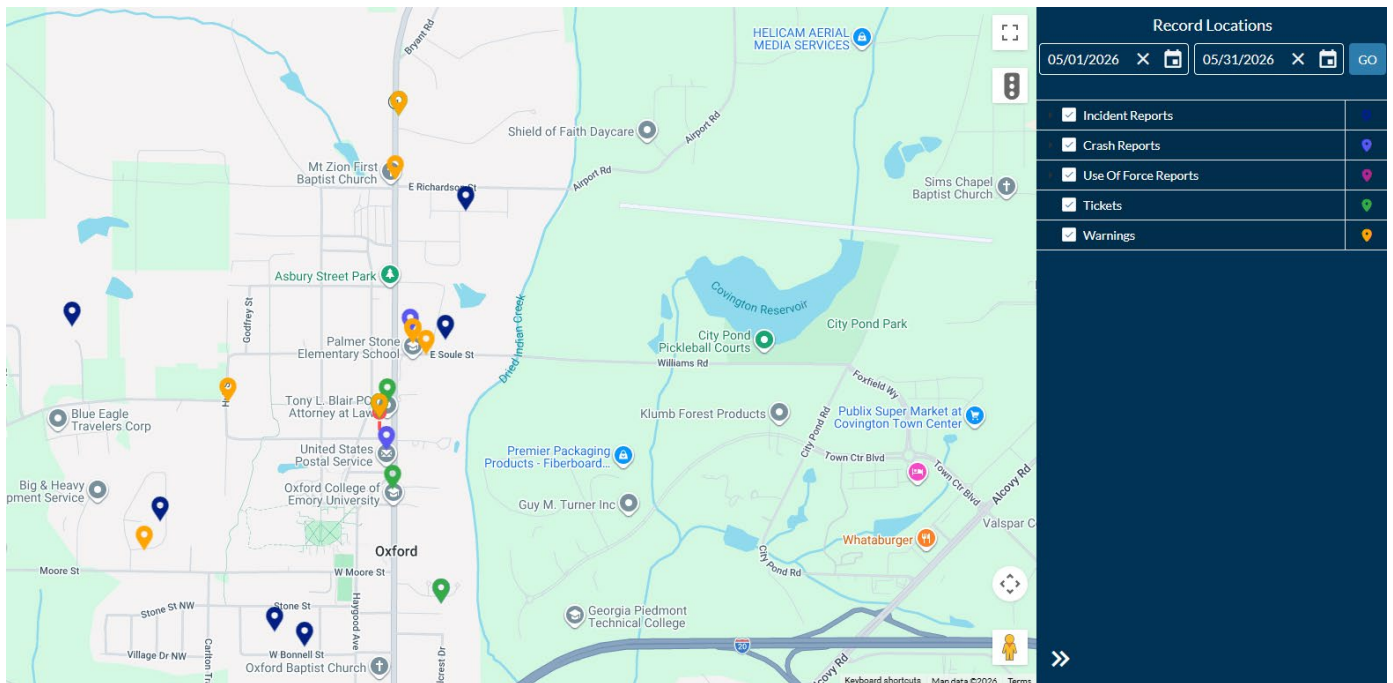 Bryant Rd
HELICAM AERIAL
MEDIA SERVICES
Shield of Faith Daycare
Airport Rd
Mt Zion First
Baptist Church
E Richardson St
Airport Rd
Sims Chapel
Baptist Church
Asbury Street Park
Covington Reservoir
Godfrey St
Dried Indian Creek
City Pond Park
City Pond
Pickleball Courts
Palmer Stone
Elementary School
E Soule St
Williams Rd
Foxfield Wy
Tony L. Blair PC
Attorney at Law
Blue Eagle
Travelers Corp
Klumb Forest Products
Publix Super Market at
Covington Town Center
City Pond Rd
United States
Postal Service
Premier Packaging
Products - Fiberboard...
Town Ctr Blvd
Town Ctr Blvd
Alcovy Rd
Big & Heavy
pment Service
Oxford College of
Emory University
Guy M. Turner Inc
Valspar C
Whataburger
Oxford
City Pond Rd
Moore St
W Moore St
Stone St NW
Stone St
Haygood Ave
Georgia Piedmont
Technical College
20
Carlton Tra
Village Dr NW
W Bonnell St
Oxford Baptist Church
lcrest Dr
Alcovy Rd
Keyboard shortcuts
Map data ©2026
Terms
Record Locations
05/01/2026
05/31/2026
GO
Incident Reports
Crash Reports
Use Of Force Reports
Tickets
Warnings